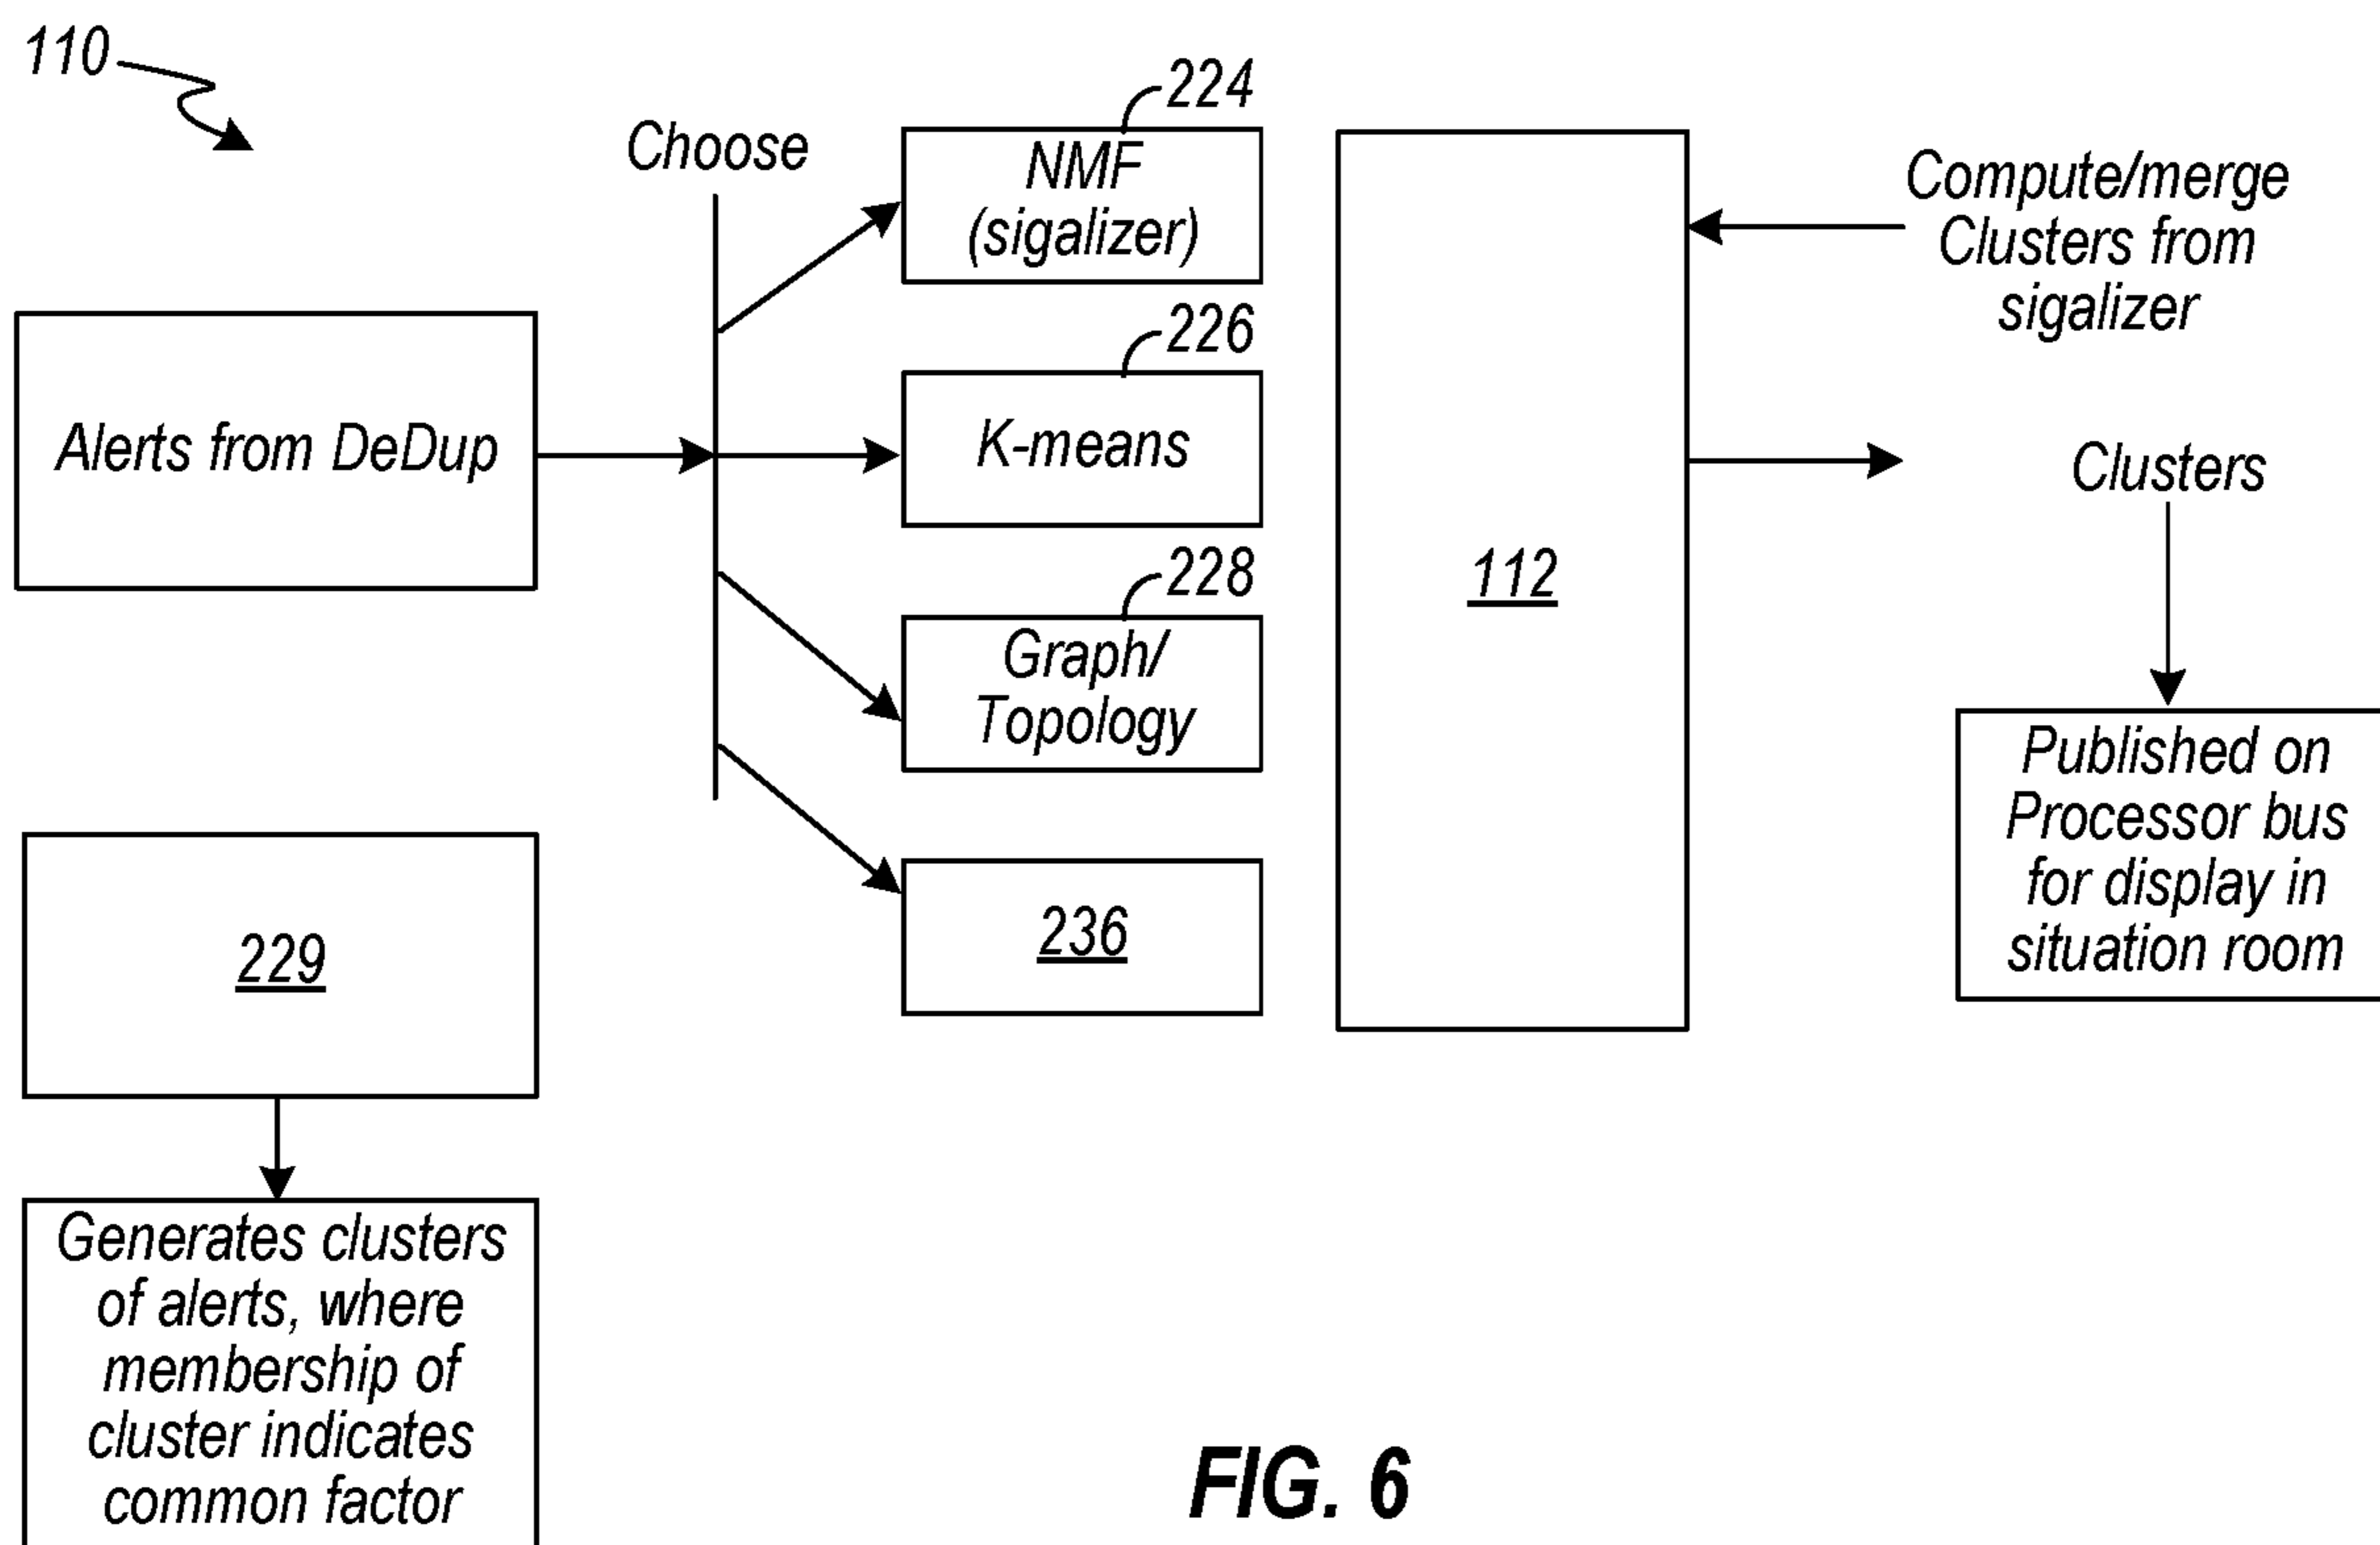 110
Choose
224
NMF
(sigalizer)
226
K-means
228
Graph/
Topology
236
Alerts from DeDup
112
Compute/merge
Clusters from
sigalizer
Clusters
Published on
Processor bus
for display in
situation room
229
Generates clusters
of alerts, where
membership of
cluster indicates
common factor
FIG. 6